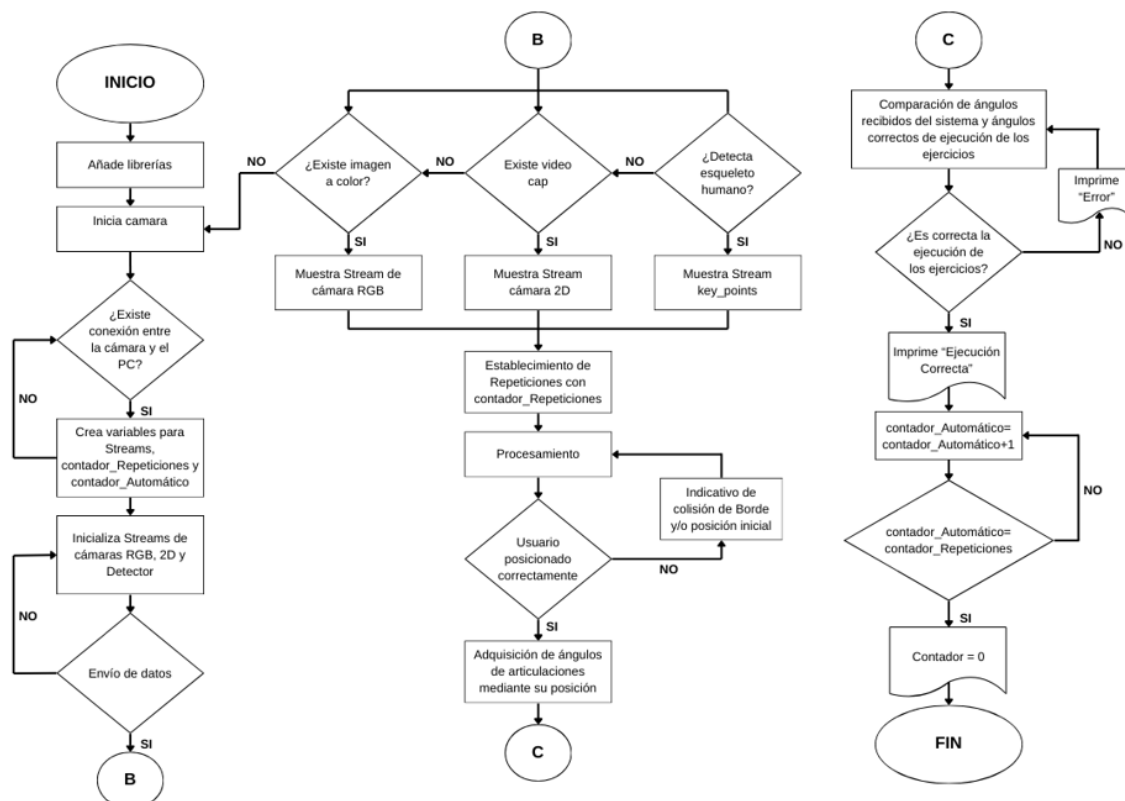 INICIO
Añade librerías
Inicia camara
¿Existe
conexión entre
la cámara y el
PC?
NO
SI
Crea variables para
Streams,
contador_Repeticiones y
contador_Automático
Inicializa Streams de
cámaras RGB, 2D y
Detector
NO
Envío de datos
SI
B
B
¿Existe imagen
a color?
NO
SI
Existe video
cap
NO
SI
¿Detecta
esqueleto
humano?
NO
SI
Muestra Stream de
cámara RGB
Muestra Stream
cámara 2D
Muestra Stream
key_points
Establecimiento de
Repeticiones con
contador_Repeticiones
Procesamiento
Indicativo de
colisión de Borde
y/o posición inicial
Usuario
posicionado
correctamente
NO
SI
Adquisición de ángulos
de articulaciones
mediante su posición
C
C
Comparación de ángulos
recibidos del sistema y ángulos
correctos de ejecución de los
ejercicios
Imprime
“Error”
¿Es correcta la
ejecución de
los ejercicios?
NO
SI
Imprime “Ejecución
Correcta”
contador_Automático=
contador_Automático+1
NO
contador_Automático=
contador_Repeticiones
SI
Contador = 0
FIN